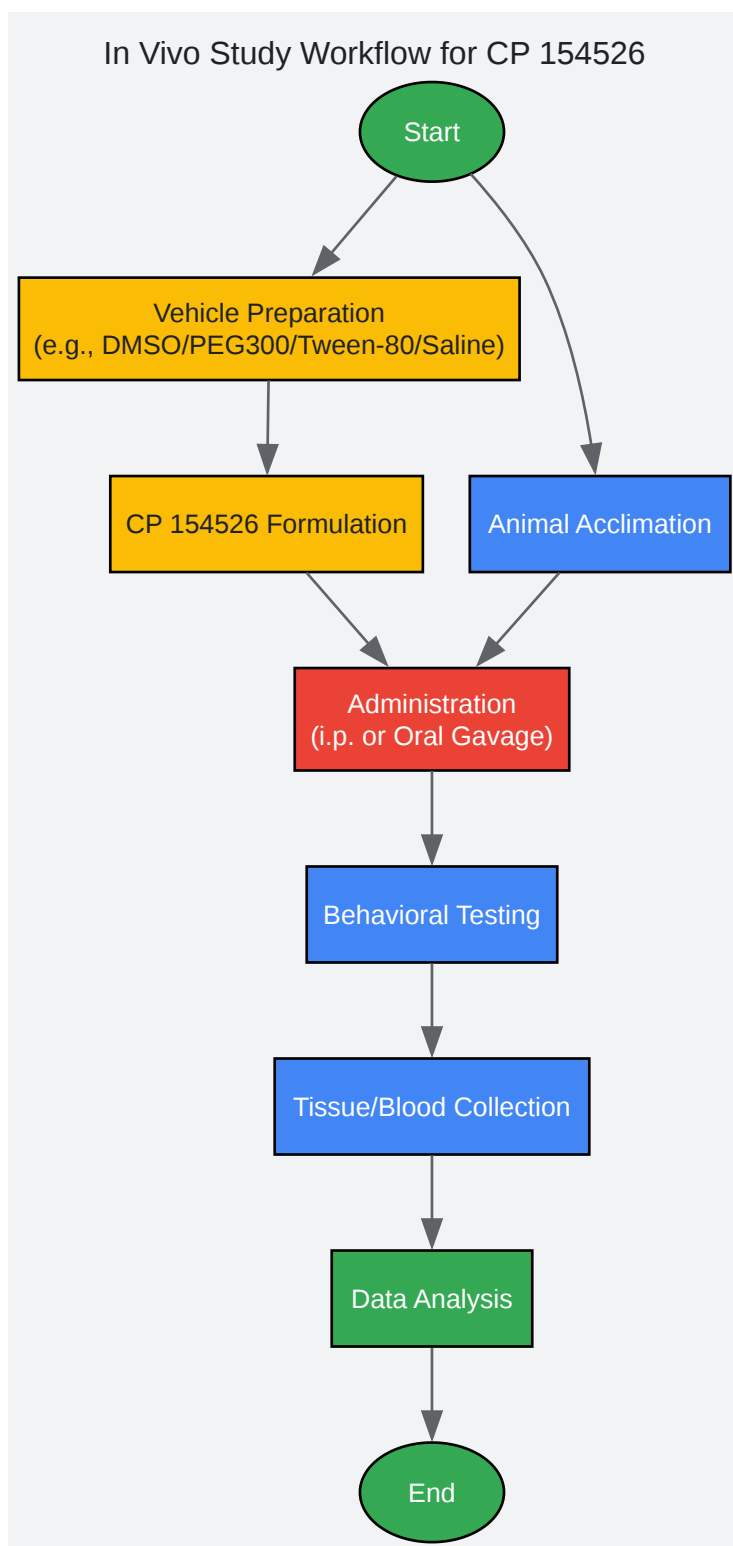 In Vivo Study Workflow for CP 154526
Start
Vehicle Preparation
(e.g., DMSO/PEG300/Tween-80/Saline)
CP 154526 Formulation
Animal Acclimation
Administration
(i.p. or Oral Gavage)
Behavioral Testing
Tissue/Blood Collection
Data Analysis
End